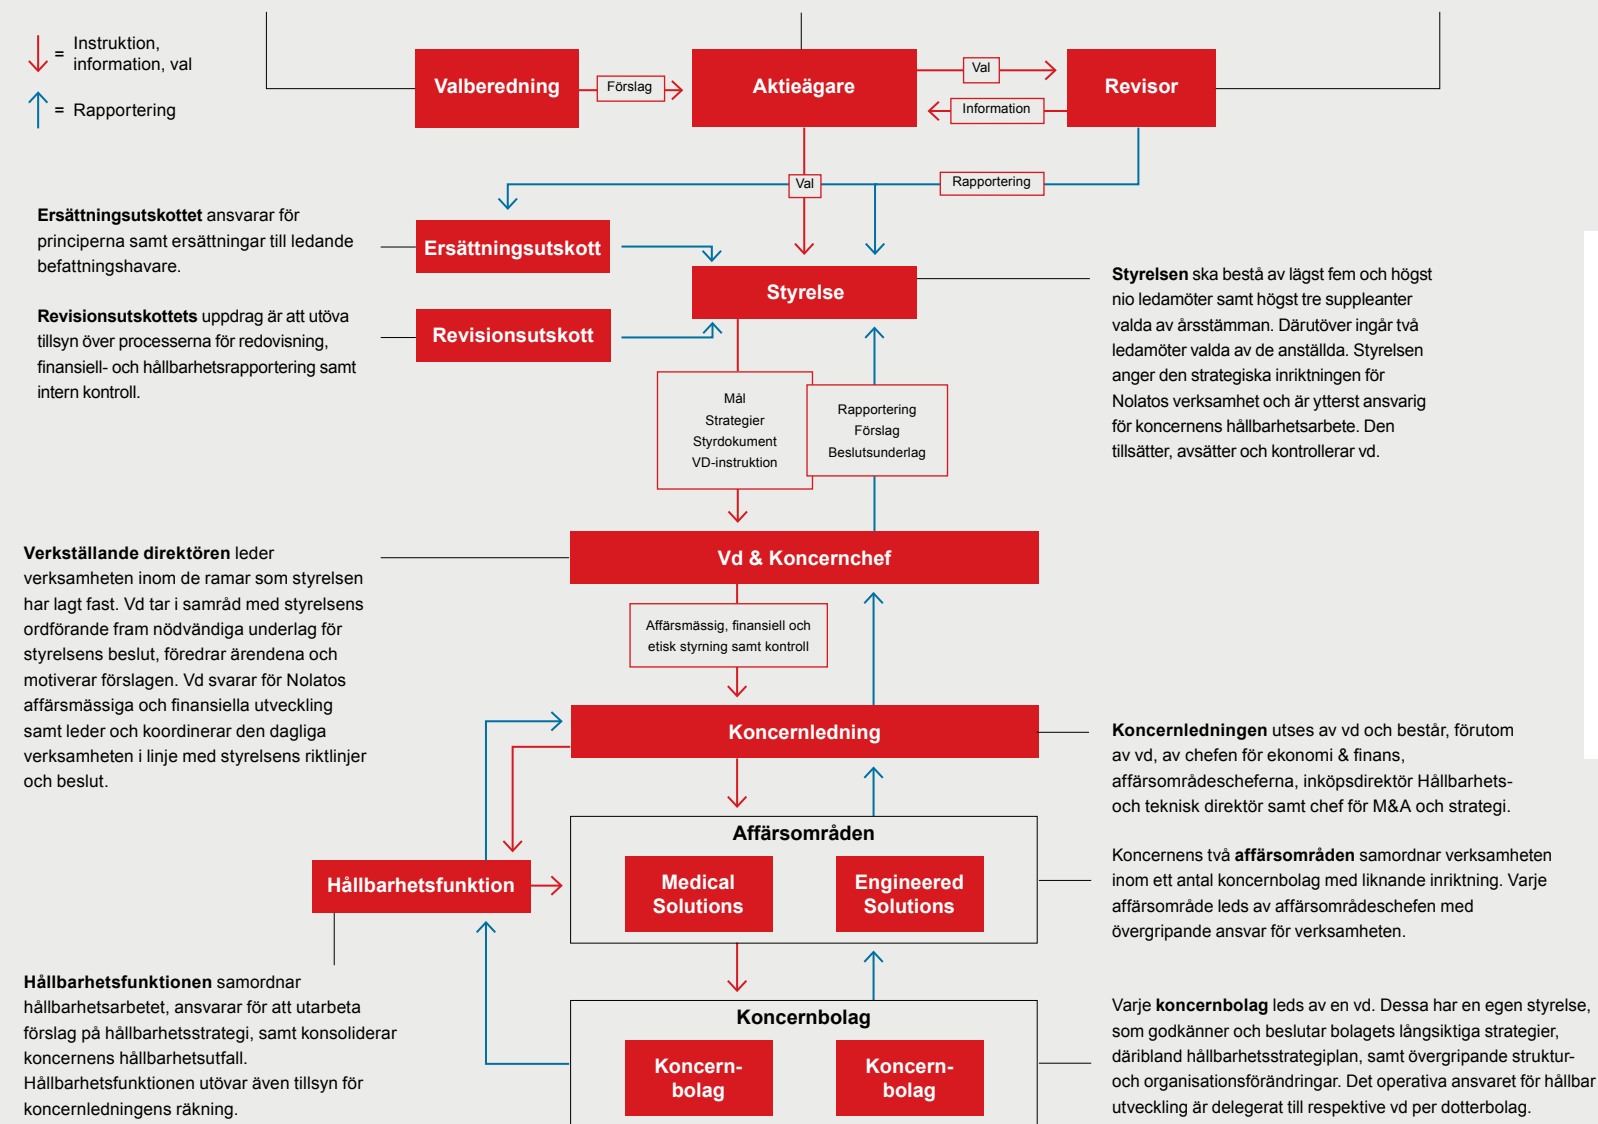 = Instruktion,
information, val
= Rapportering
Valberedning
Förslag
Aktieägare
Val
Information
Revisor
Val
Rapportering
Ersättningsutskottet ansvarar för
principerna samt ersättningar till ledande
befattningshavare.
Ersättningsutskott
Revisionsutskottets uppdrag är att utöva
tillsyn över processerna för redovisning,
finansiell- och hållbarhetsrapportering samt
intern kontroll.
Revisionsutskott
Styrelse
Styrelsen ska bestå av lägst fem och högst
nio ledamöter samt högst tre suppleanter
valda av årsstämman. Därutöver ingår två
ledamöter valda av de anställda. Styrelsen
anger den strategiska inriktningen för
Nolatos verksamhet och är ytterst ansvarig
för koncernens hållbarhetsarbete. Den
tillsätter, avsätter och kontrollerar vd.
Mål
Strategier
Styrdokument
VD-instruktion
Rapportering
Förslag
Beslutsunderlag
Verkställande direktören leder
verksamheten inom de ramar som styrelsen
har lagt fast. Vd tar i samråd med styrelsens
ordförande fram nödvändiga underlag för
styrelsens beslut, föredrar ärendena och
motiverar förslagen. Vd svarar för Nolatos
affärsmässiga och finansiella utveckling
samt leder och koordinerar den dagliga
verksamheten i linje med styrelsens riktlinjer
och beslut.
Vd & Koncernchef
Affärsmässig, finansiell och
etisk styrning samt kontroll
Koncernledning
Koncernledningen utses av vd och består, förutom
av vd, av chefen för ekonomi & finans,
affärsområdescheferna, inköpsdirektör Hållbarhets-
och teknisk direktör samt chef för M&A och strategi.
Affärsområden
Medical
Solutions
Engineered
Solutions
Koncernens två affärsområden samordnar verksamheten
inom ett antal koncernbolag med liknande inriktning. Varje
affärsområde leds av affärsområdeschefen med
övergripande ansvar för verksamheten.
Hållbarhetsfunktion
Hållbarhetsfunktionen samordnar
hållbarhetsarbetet, ansvarar för att utarbeta
förslag på hållbarhetsstrategi, samt konsoliderar
koncernens hållbarhetsutfall.
Hållbarhetsfunktionen utövar även tillsyn för
koncernledningens räkning.
Koncernbolag
Koncern-
bolag
Koncern-
bolag
Varje koncernbolag leds av en vd. Dessa har en egen styrelse,
som godkänner och beslutar bolagets långsiktiga strategier,
däribland hållbarhetsstrategiplan, samt övergripande struktur-
och organisationsförändringar. Det operativa ansvaret för hållbar
utveckling är delegerat till respektive vd per dotterbolag.